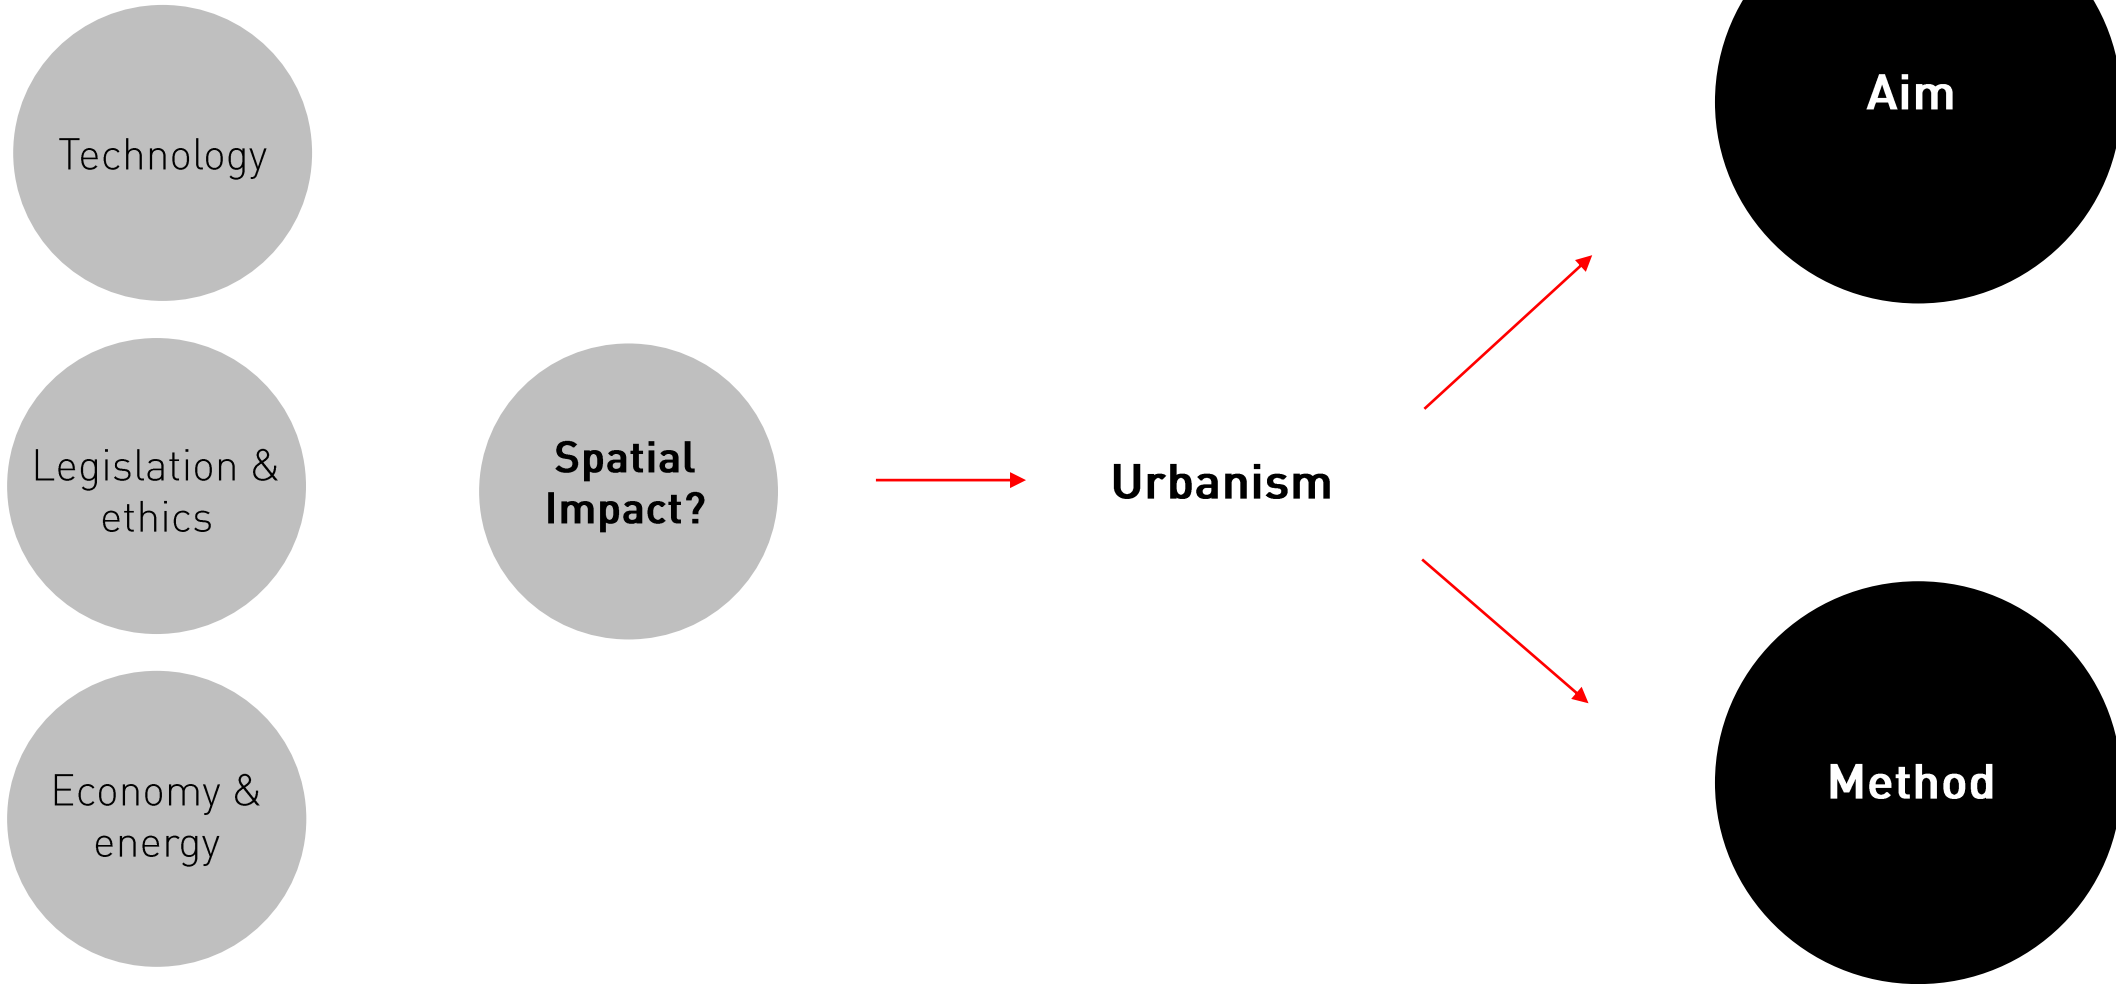 Technology
Legislation &
ethics
Economy &
energy
Spatial
Impact?
Urbanism
Aim
Method